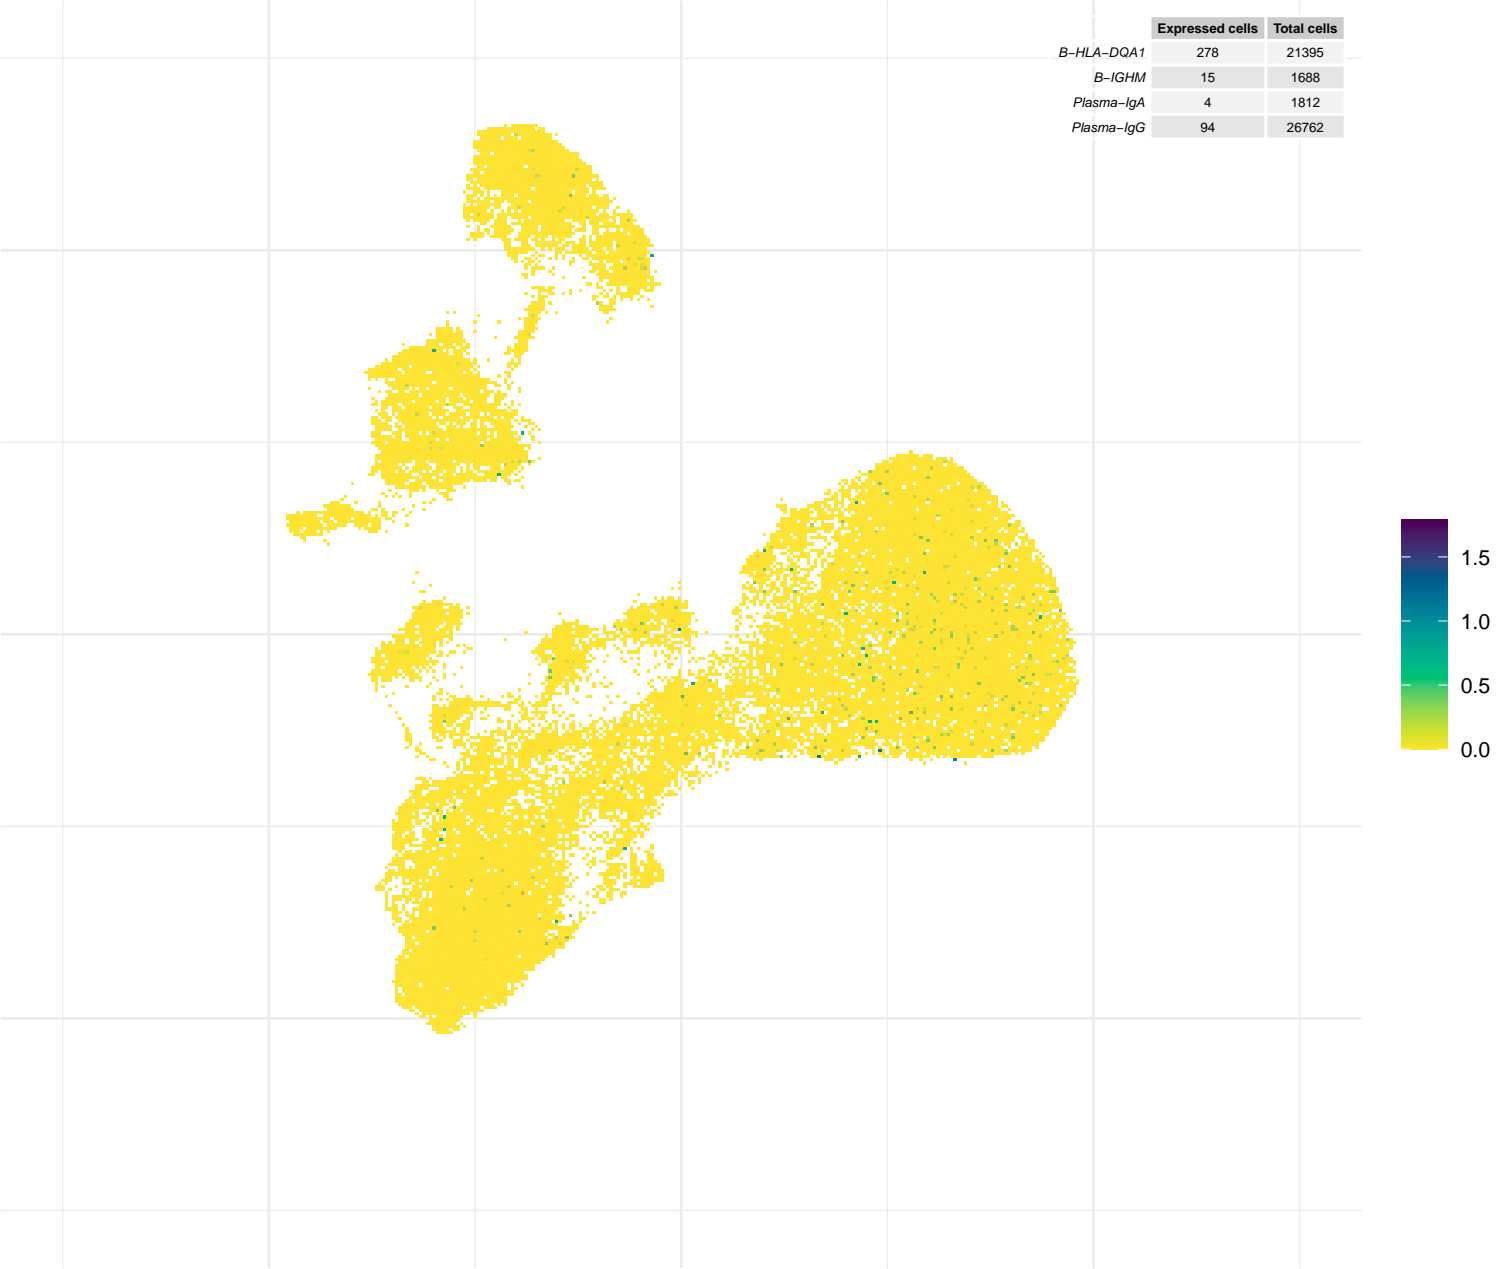 Expressed cells Total cells
B−HLA−DQA1 278 21395
B−IGHM 15 1688
Plasma−IgA 4 1812
Plasma−IgG 94 26762
1.5
1.0
0.5
0.0